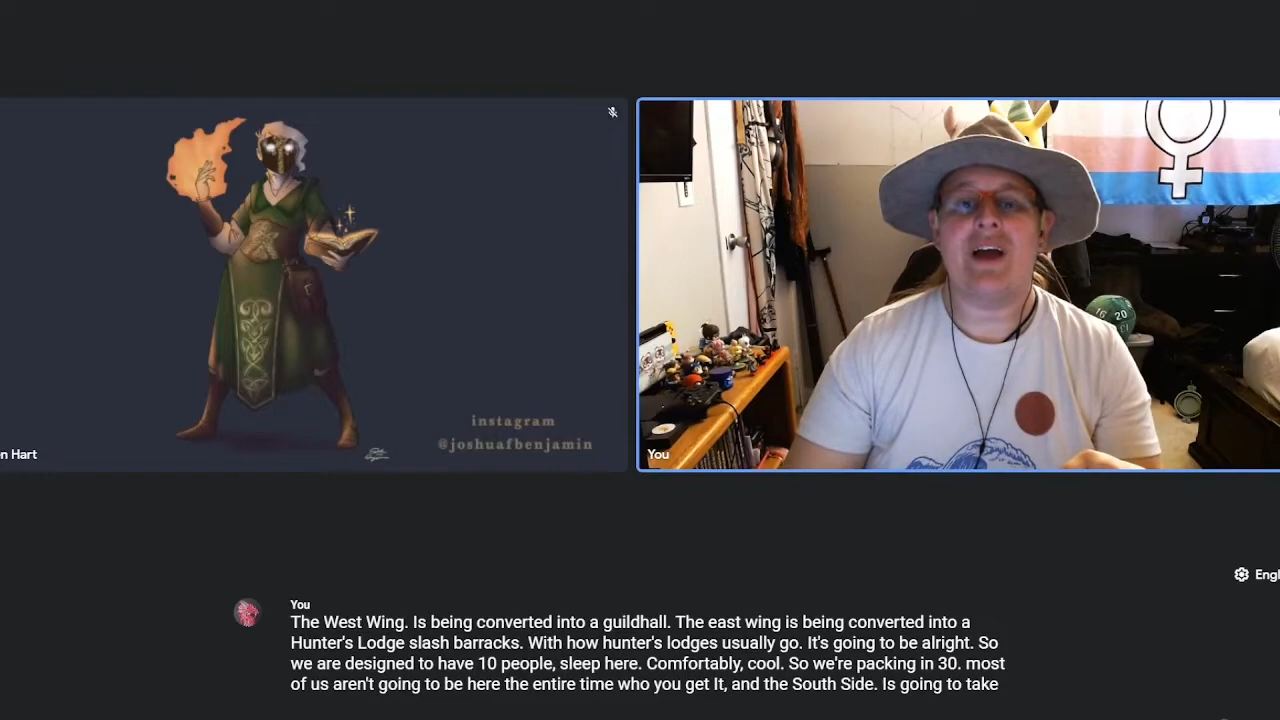 instagram
@joshuafbenjamin
n Hart
You
16 20
Engl
You
The West Wing. Is being converted into a guildhall. The east wing is being converted into a
Hunter's Lodge slash barracks. With how hunter's lodges usually go. It's going to be alright. So
we are designed to have 10 people, sleep here. Comfortably, cool. So we're packing in 30. most
of us aren't going to be here the entire time who you get It, and the South Side. Is going to take